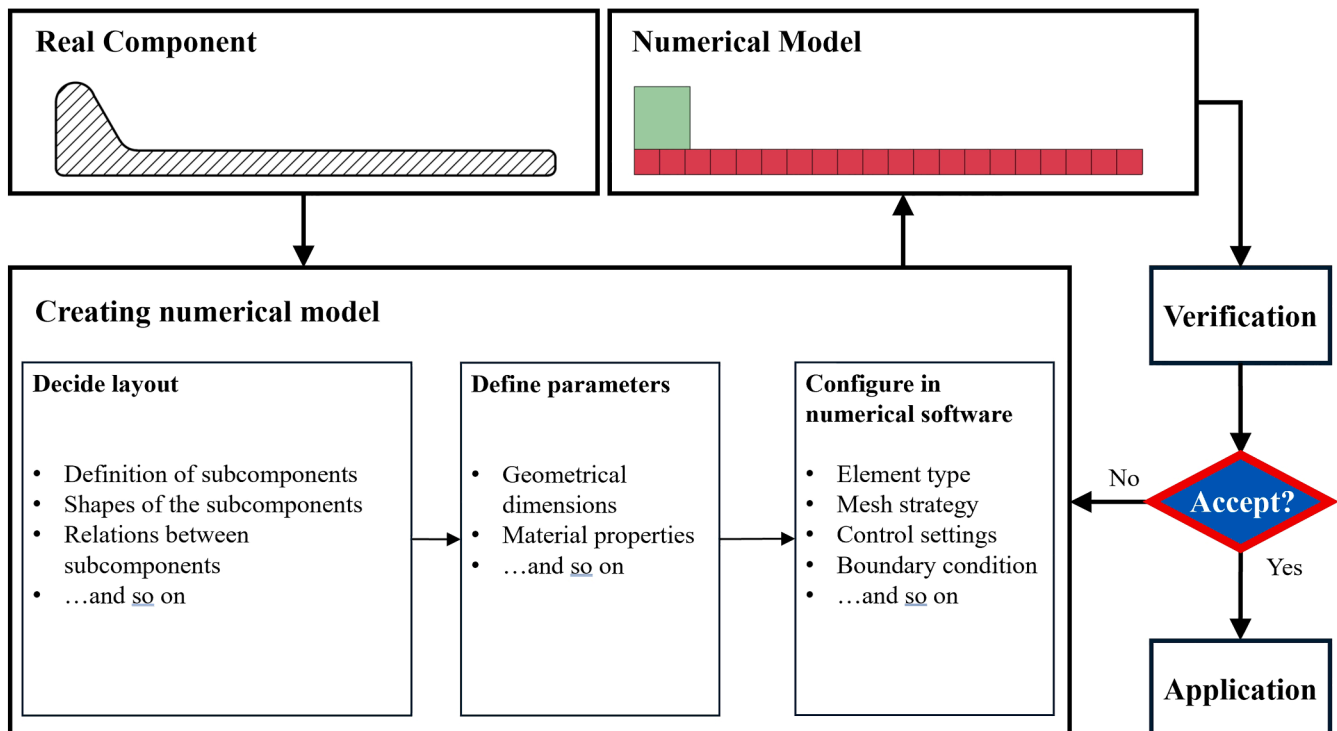 Real Component
Numerical Model
Creating numerical model
Decide layout
• Definition of subcomponents
• Shapes of the subcomponents
• Relations between
subcomponents
• …and so on
Define parameters
• Geometrical
dimensions
• Material properties
• …and so on
Configure in
numerical software
• Element type
• Mesh strategy
• Control settings
• Boundary condition
• …and so on
Verification
Accept?
No
Yes
Application